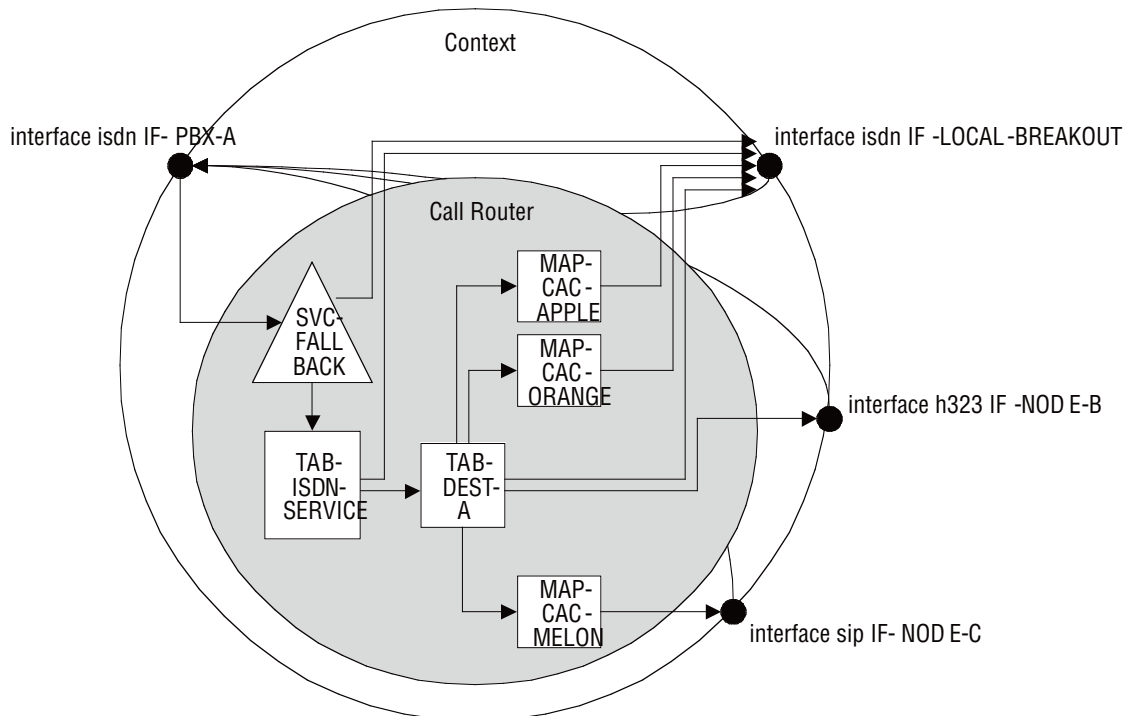 Context
interface isdn IF- PBX-A
interface isdn IF -LOCAL -BREAKOUT
Call Router
MAP-
CAC -
APPLE
SVC-
FALL
BACK
MAP-
CAC -
ORANGE
interface h323 IF -NOD E-B
TAB-
ISDN-
SERVICE
TAB-
DEST-
A
MAP-
CAC -
MELON
interface sip IF- NOD E-C